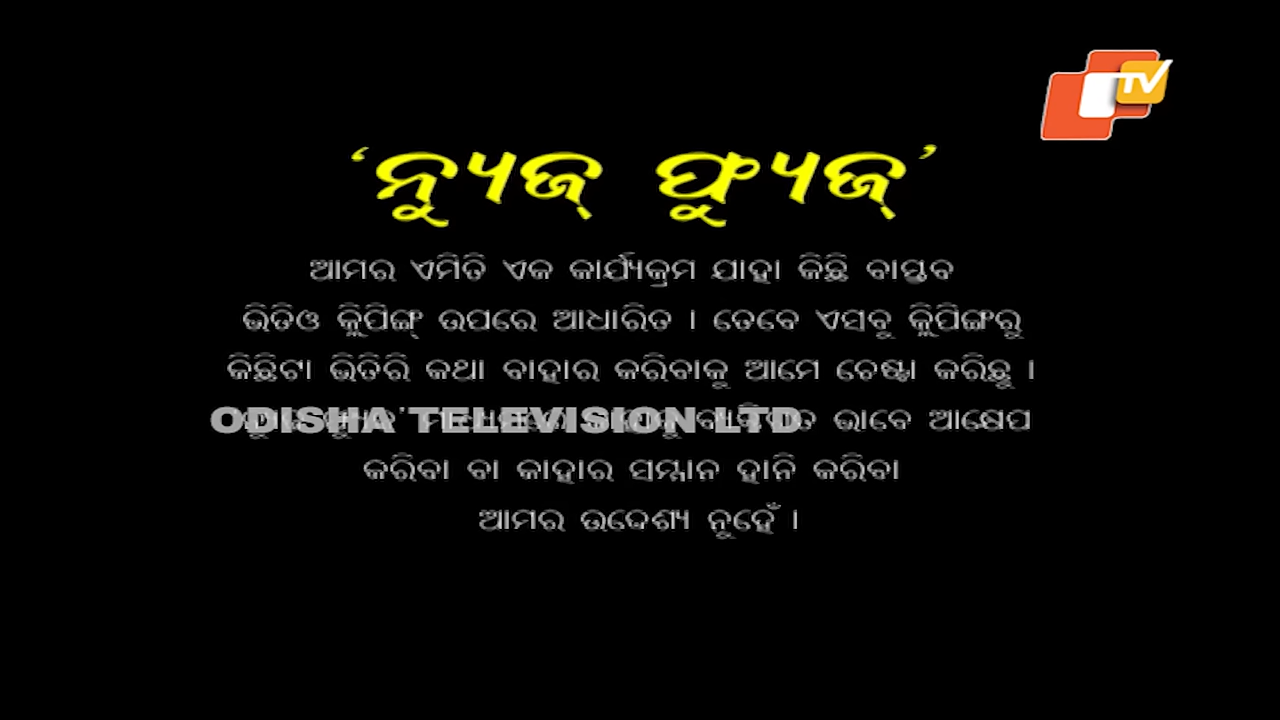 TV
‘ନ୍ୟୁଜ୍ ଫ୍ୟୁଜ୍’
ଆମର ଏମିତି ଏକ କାର୍ଯ୍ୟକ୍ରମ ଯାହା କିଛି ବାସ୍ତବ
ଭିଡିଓ କ୍ଲିପିଙ୍ଗ୍ ଉପରେ ଆଧାରିତ । ତେବେ ଏସବୁ କ୍ଲିପିଙ୍ଗରୁ
କିଛିଟା ଭିତିରି କଥା ବାହାର କରିବାକୁ ଆମେ ଚେଷ୍ଟା କରିଛୁ ।
ODISHA TELEVISION LTD
ଭାବେ ଆକ୍ଷେପ
କରିବା ବା କାହାର ସମ୍ମାନ ହାନି କରିବା
ଆମର ଉଦ୍ଦେଶ୍ୟ ନୁହେଁ ।